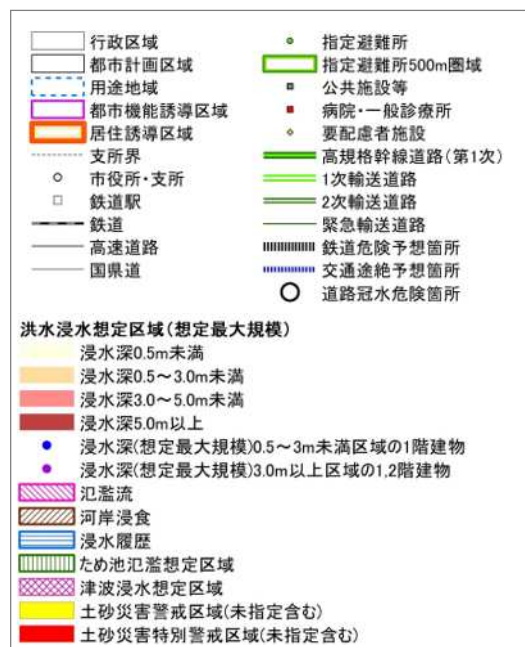 行政区域
都市計画区域
用途地域
都市機能誘導区域
居住誘導区域
支所界
市役所・支所
鉄道駅
鉄道
高速道路
国県道
指定避難所
指定避難所500m圏域
公共施設等
病院・一般診療所
要配慮者施設
高規格幹線道路(第1次)
1次輸送道路
2次輸送道路
緊急輸送道路
鉄道危険予想箇所
交通途絶予想箇所
道路冠水危険箇所
洪水浸水想定区域(想定最大規模)
浸水深0.5m未満
浸水深0.5～3.0m未満
浸水深3.0～5.0m未満
浸水深5.0m以上
浸水深(想定最大規模)0.5～3m未満区域の1階建物
浸水深(想定最大規模)3.0m以上区域の1,2階建物
氾濫流
河岸浸食
浸水履歴
ため池氾濫想定区域
津波浸水想定区域
土砂災害警戒区域(未指定含む)
土砂災害特別警戒区域(未指定含む)